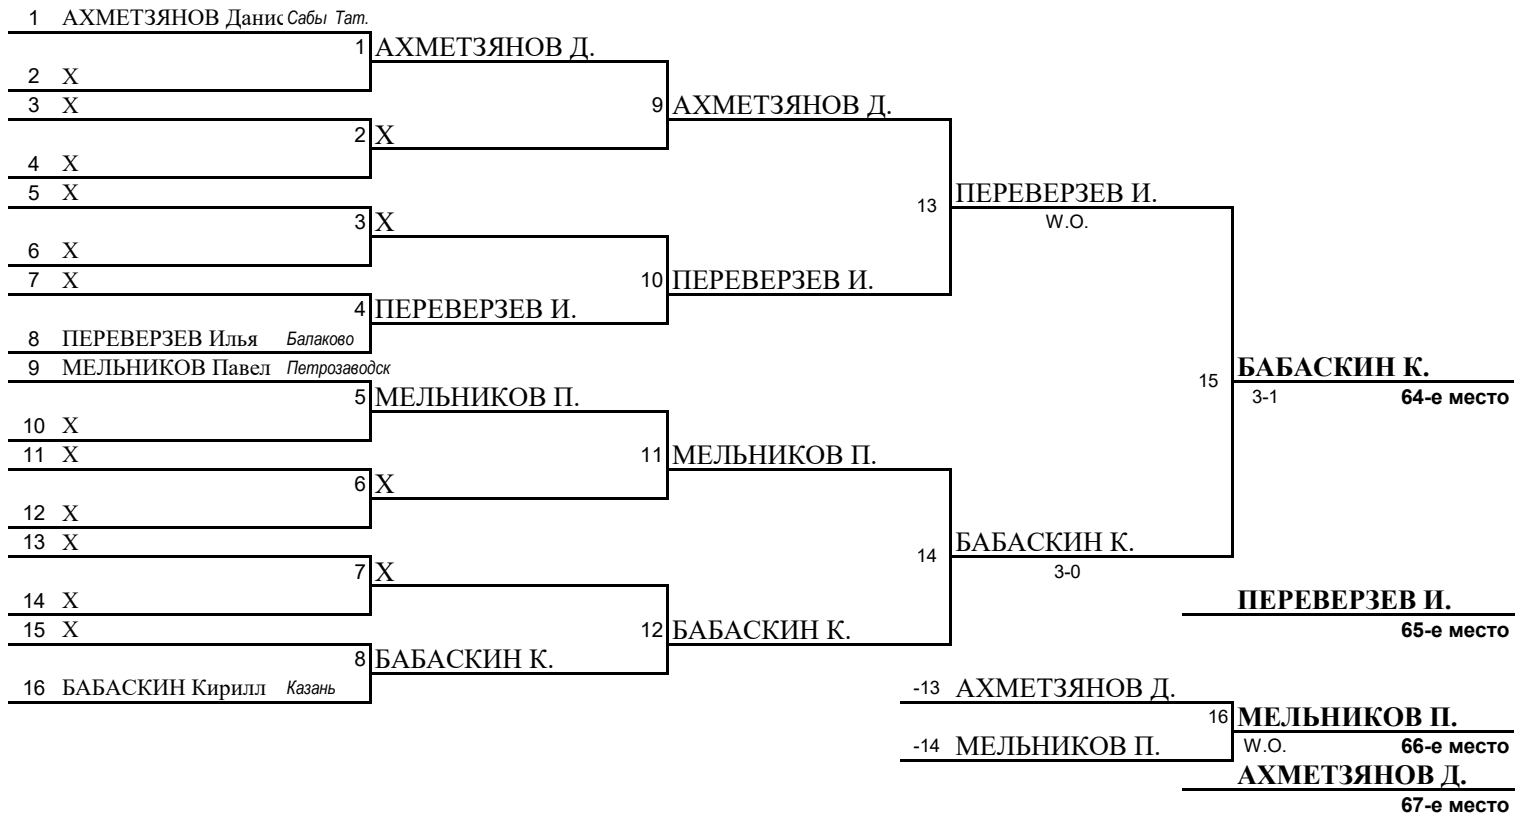 1 АХМЕТЗЯНОВ Данис Сабы Тат.
1 АХМЕТЗЯНОВ Д.
2 X
3 X
9 АХМЕТЗЯНОВ Д.
2 X
4 X
5 X
13 ПЕРЕВЕРЗЕВ И.
W.O.
3 X
6 X
7 X
10 ПЕРЕВЕРЗЕВ И.
4 ПЕРЕВЕРЗЕВ И.
8 ПЕРЕВЕРЗЕВ Илья Балаково
9 МЕЛЬНИКОВ Павел Петрозаводск
15 БАБАСКИН К.
3-1 64-е место
5 МЕЛЬНИКОВ П.
10 X
11 X
11 МЕЛЬНИКОВ П.
6 X
12 X
13 X
14 БАБАСКИН К.
3-0
7 X
14 X
ПЕРЕВЕРЗЕВ И.
65-е место
15 X
12 БАБАСКИН К.
8 БАБАСКИН К.
16 БАБАСКИН Кирилл Казань
-13 АХМЕТЗЯНОВ Д.
16 МЕЛЬНИКОВ П.
-14 МЕЛЬНИКОВ П.
W.O. 66-е место
АХМЕТЗЯНОВ Д.
67-е место